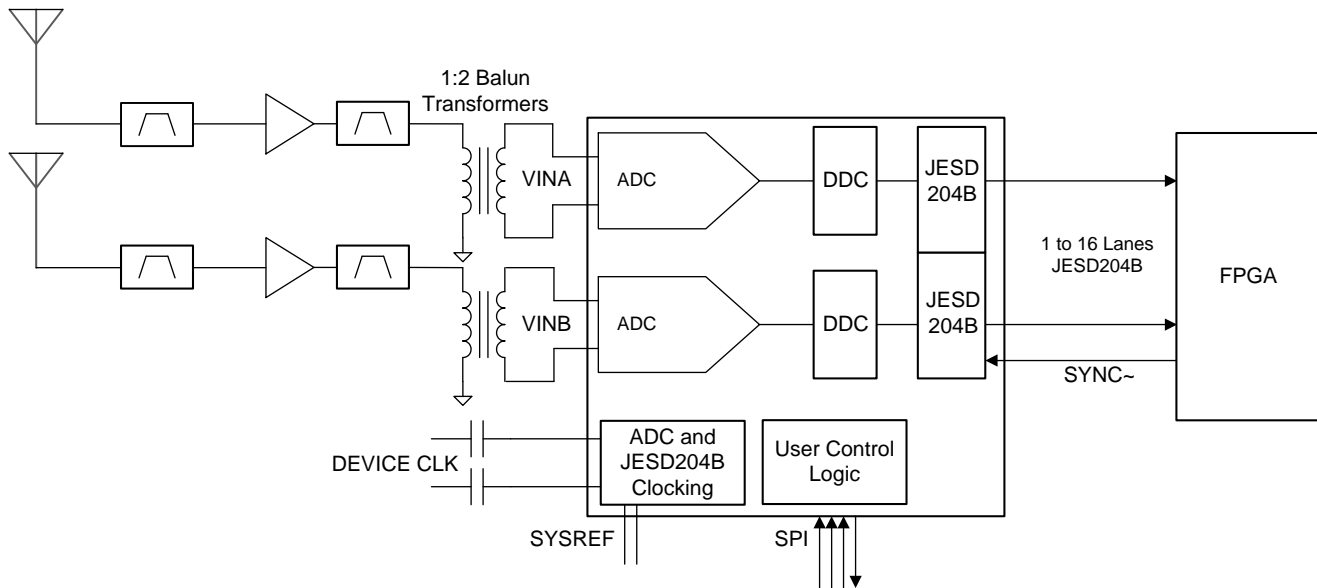 1:2 Balun
Transformers
VINA
ADC
DDC
JESD
204B
1 to 16 Lanes
JESD204B
FPGA
VINB
ADC
DDC
JESD
204B
SYNC~
DEVICE CLK
ADC and
JESD204B
Clocking
User Control
Logic
SYSREF
SPI